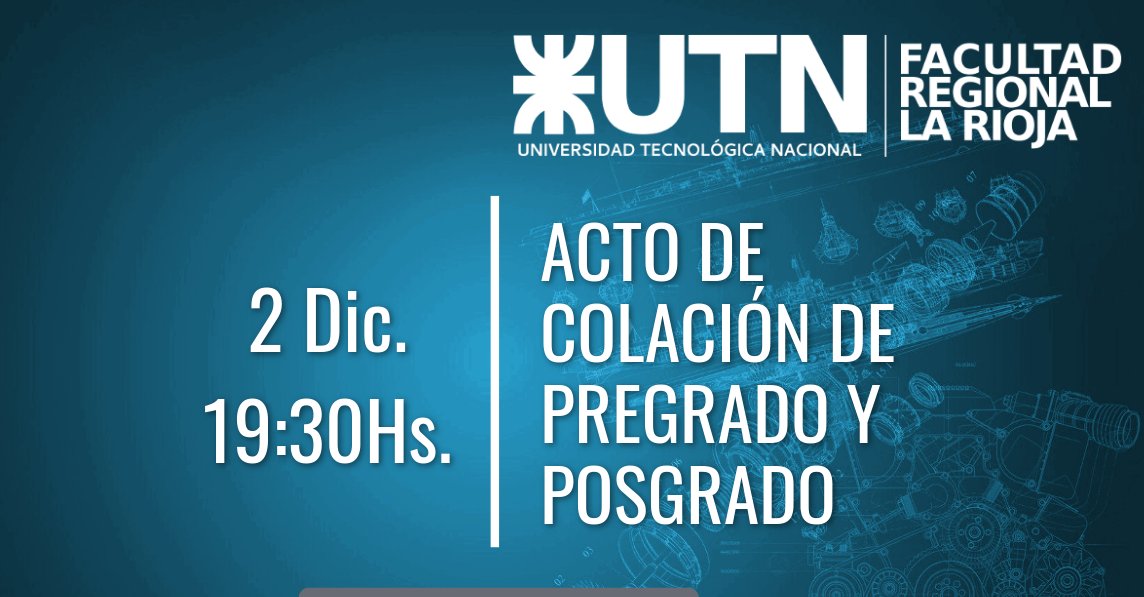 UTN
UNIVERSIDAD TECNOLÓGICA NACIONAL
FACULTAD
REGIONAL
LA RIOJA
2 Dic.
19:30Hs.
ACTO DE
COLACIÓN DE
PREGRADO Y
POSGRADO